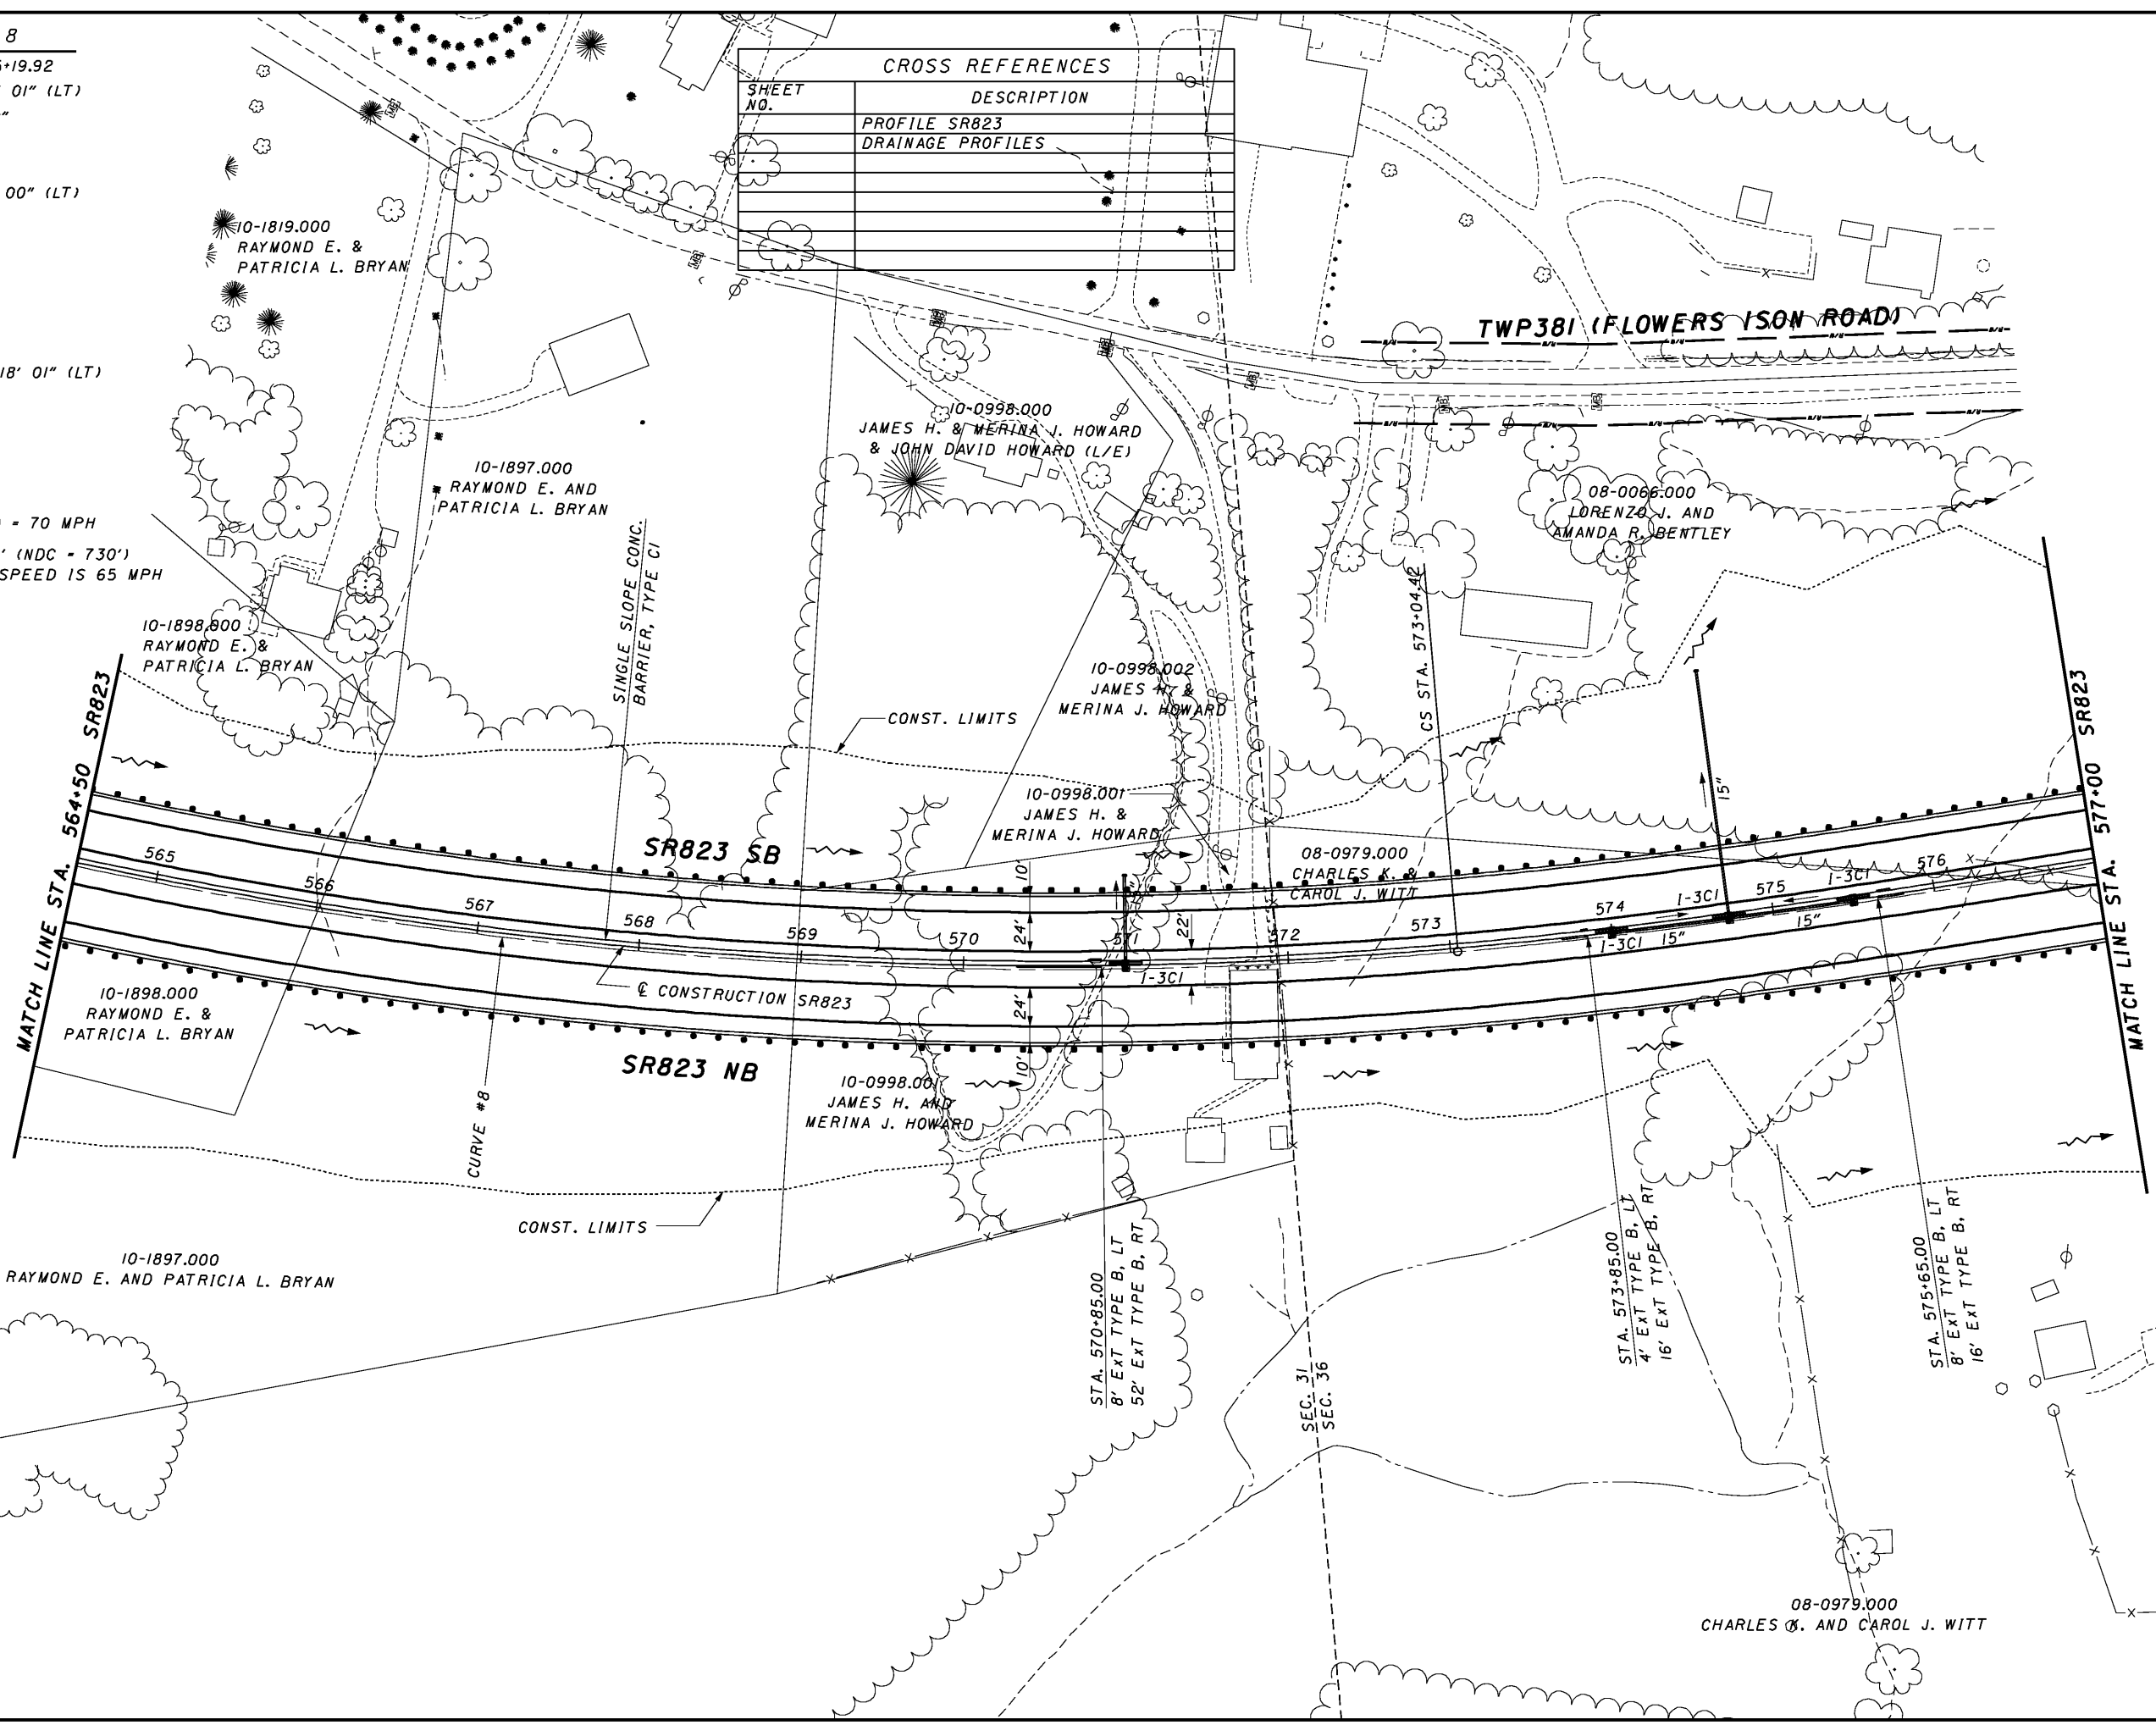 8
+19.92
01" (LT)
00" (LT)
18' 01" (LT)
= 70 MPH
' (NDC = 730')
SPEED IS 65 MPH
CROSS REFERENCES
SHEET NO.
DESCRIPTION
PROFILE SR823
DRAINAGE PROFILES
10-1819.000
RAYMOND E. &
PATRICIA L. BRYAN
TWP381 (FLOWERS ISON ROAD)
10-0998.000
JAMES H. & MERINA J. HOWARD
& JOHN DAVID HOWARD (L/E)
10-1897.000
RAYMOND E. AND
PATRICIA L. BRYAN
08-0066.000
LORENZO J. AND
AMANDA R. BENTLEY
SINGLE SLOPE CONC.
BARRIER, TYPE C1
CS STA. 573+04.42
10-1898.000
RAYMOND E. &
PATRICIA L. BRYAN
10-0998.002
JAMES H. &
MERINA J. HOWARD
CONST. LIMITS
MATCH LINE STA. 564+50 SR823
MATCH LINE STA. 577+00 SR823
10-0998.001
JAMES H. &
MERINA J. HOWARD
15"
SR823 SB
08-0979.000
CHARLES K. &
CAROL J. WITT
565
566
567
568
569
570
571
572
573
574
575
576
10'
24'
22'
24'
10'
1-3C1
1-3C1
15"
1-3C1
15"
1-3C1
℄ CONSTRUCTION SR823
10-1898.000
RAYMOND E. &
PATRICIA L. BRYAN
SR823 NB
CURVE #8
10-0998.001
JAMES H. AND
MERINA J. HOWARD
CONST. LIMITS
10-1897.000
RAYMOND E. AND PATRICIA L. BRYAN
STA. 570+85.00
8' EXT TYPE B, LT
52' EXT TYPE B, RT
SEC. 31
SEC. 36
STA. 573+85.00
4' EXT TYPE B, LT
16' EXT TYPE B, RT
STA. 575+65.00
8' EXT TYPE B, LT
16' EXT TYPE B, RT
08-0979.000
CHARLES K. AND CAROL J. WITT